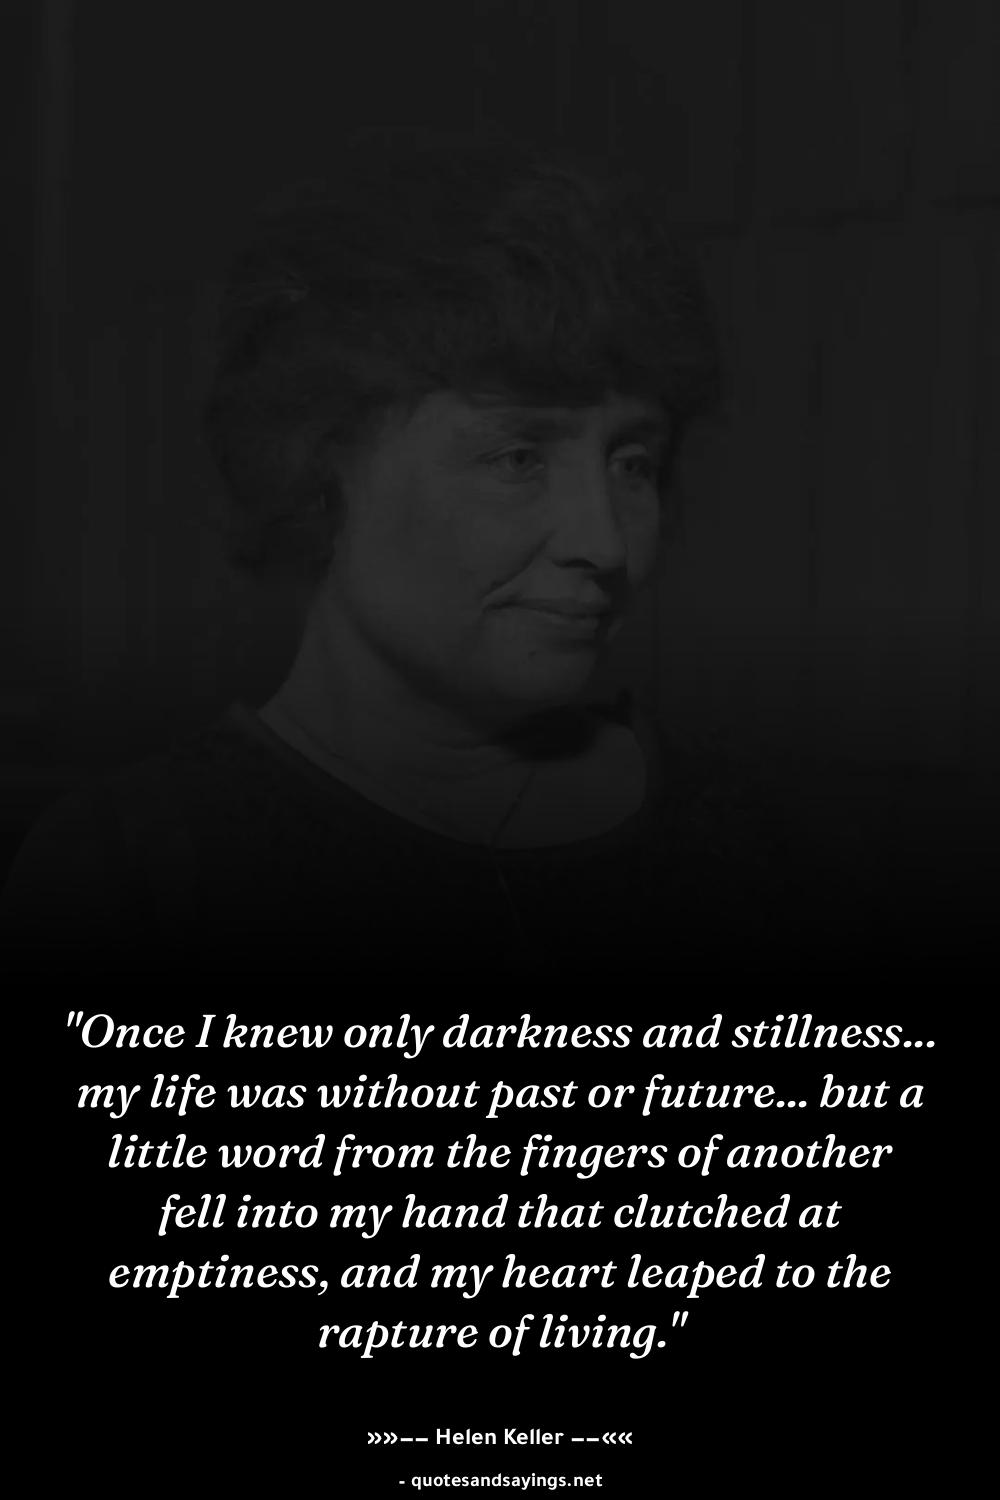 "Once I knew only darkness and stillness...
my life was without past or future... but a
little word from the fingers of another
fell into my hand that clutched at
emptiness, and my heart leaped to the
rapture of living."
»»−− Helen Keller −−««
- quotesandsayings.net